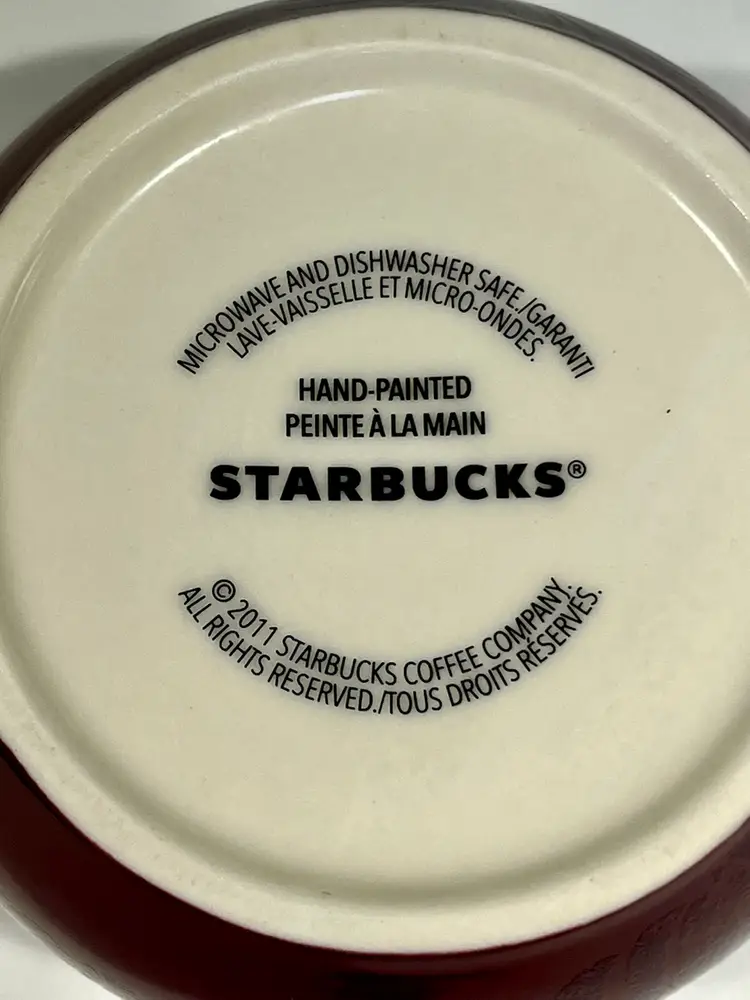 MICROWAVE AND DISHWASHER SAFE./GARANTI
LAVE-VAISSELLE ET MICRO-ONDES.
HAND-PAINTED
PEINTE À LA MAIN
STARBUCKS®
© 2011 STARBUCKS COFFEE COMPANY.
ALL RIGHTS RESERVED./TOUS DROITS RÉSERVÉS.